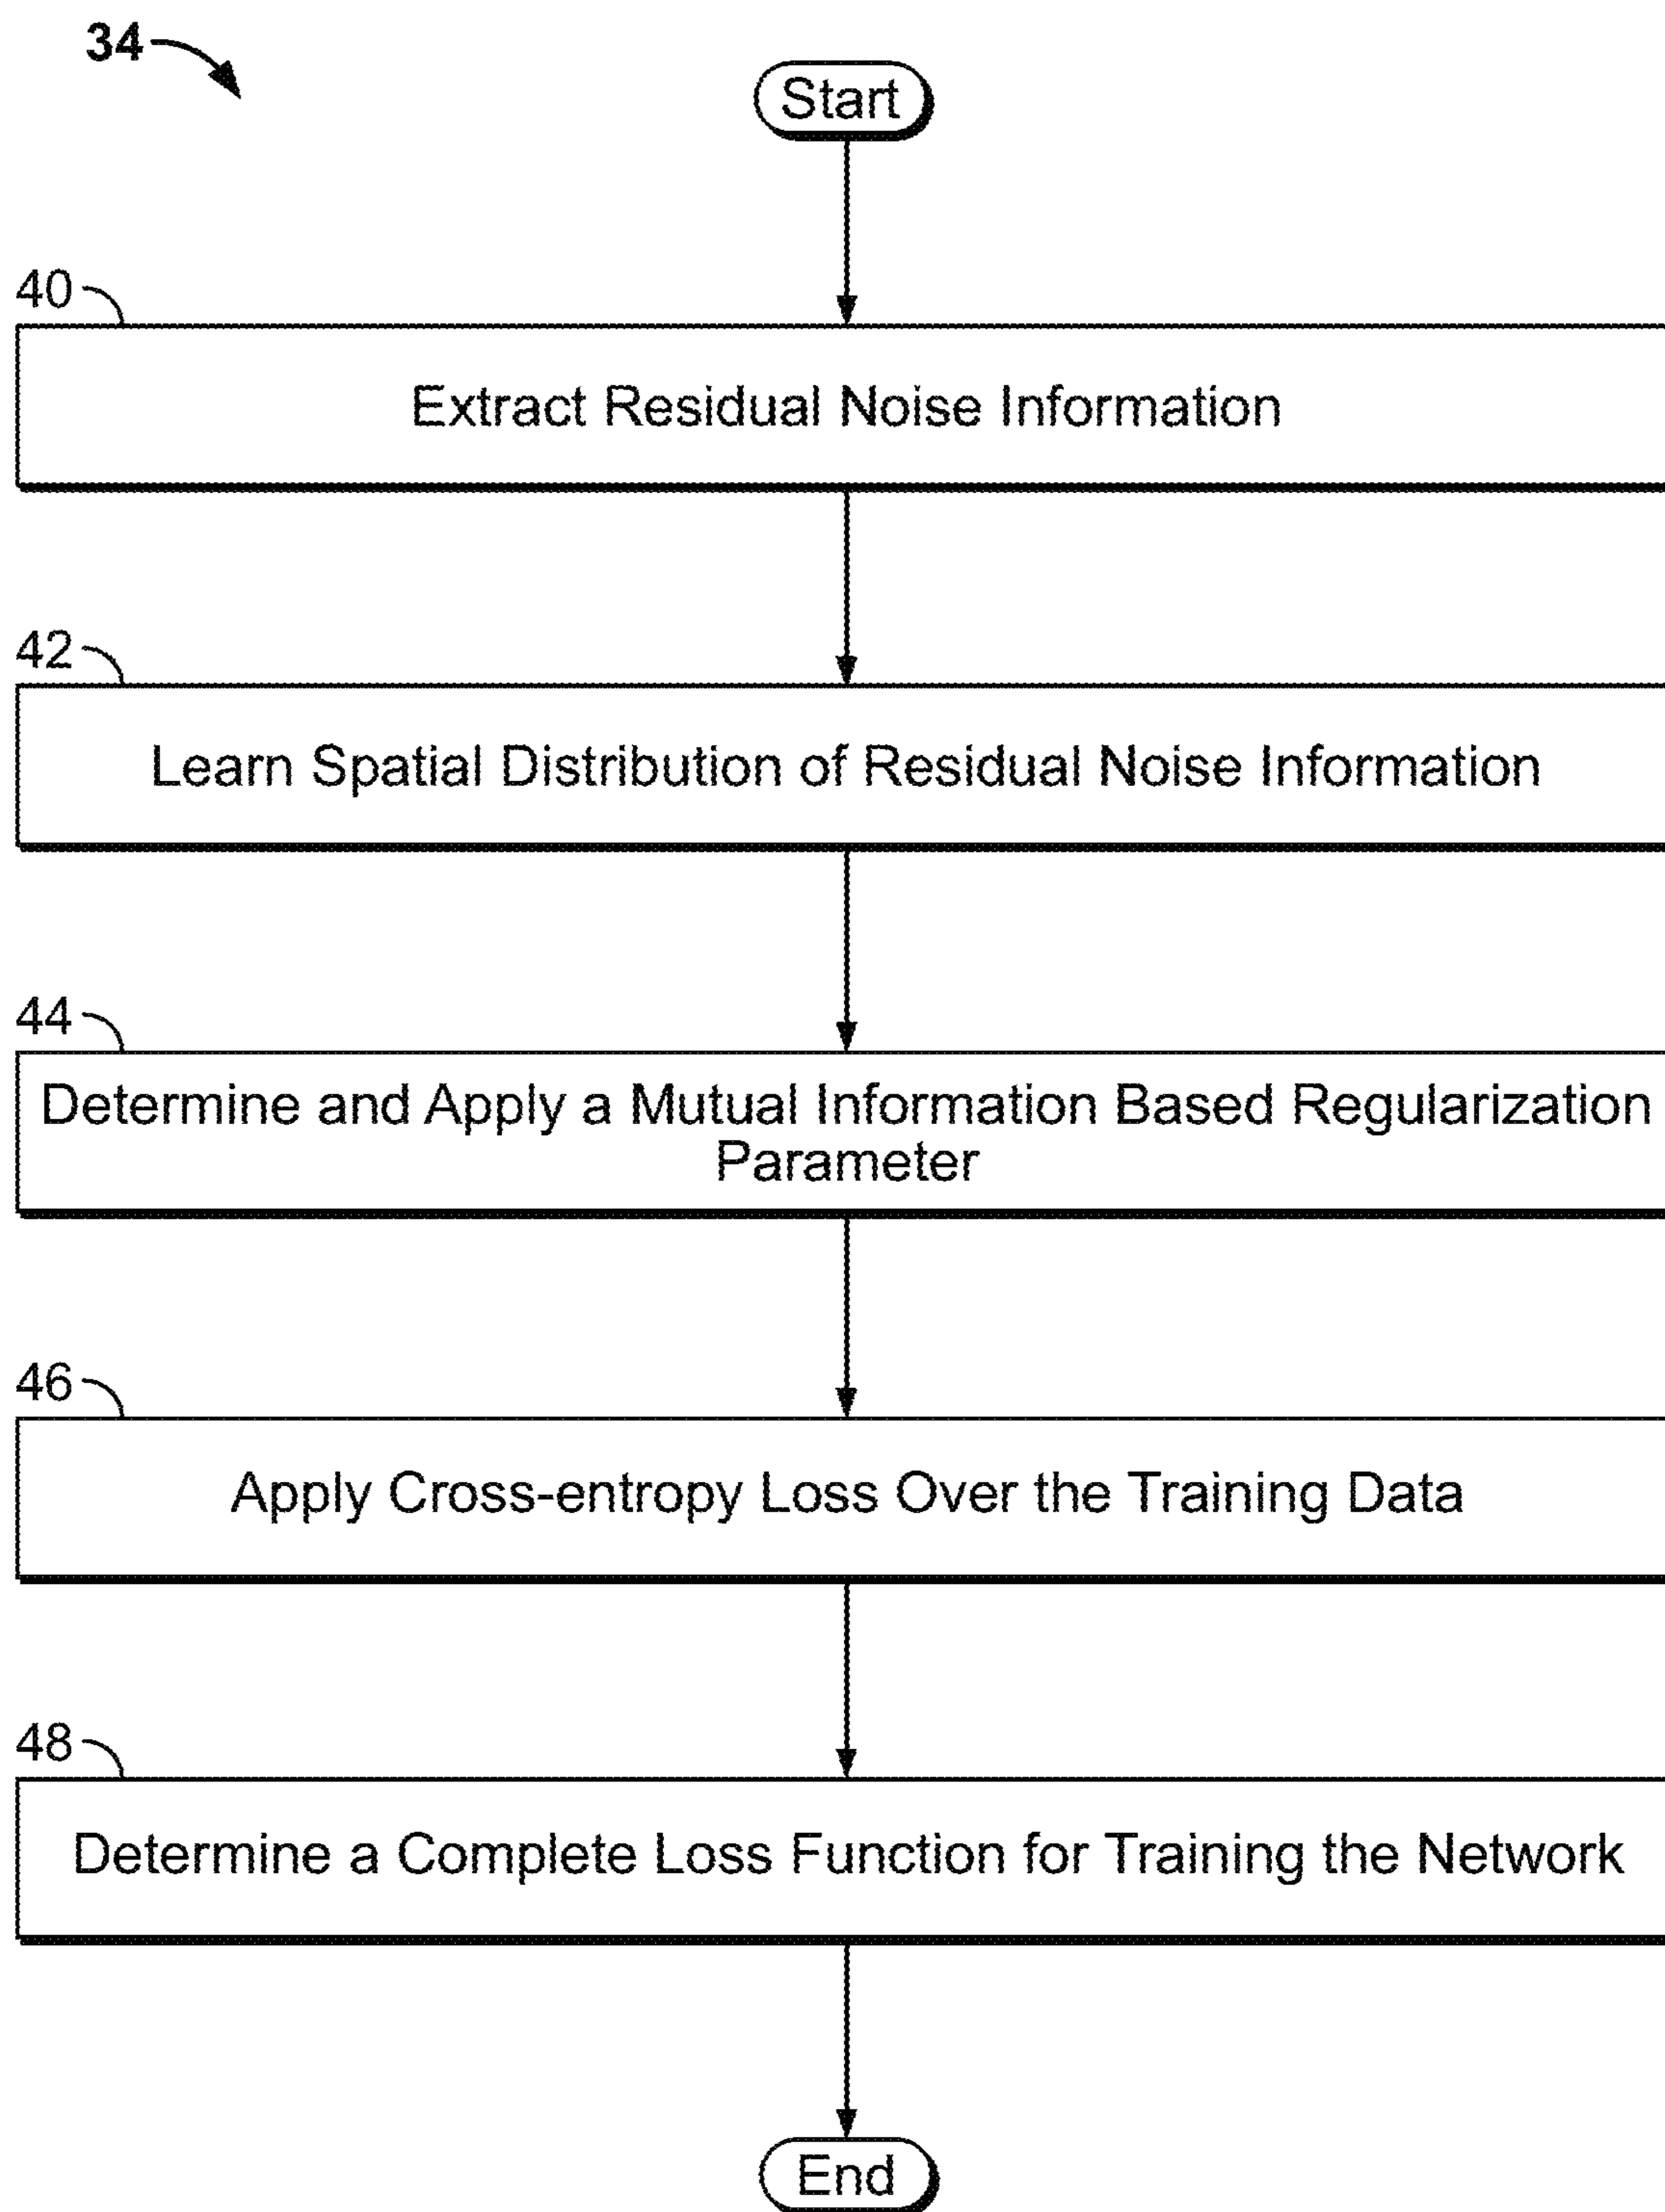 34
Start
40
Extract Residual Noise Information
42
Learn Spatial Distribution of Residual Noise Information
44
Determine and Apply a Mutual Information Based Regularization
Parameter
46
Apply Cross-entropy Loss Over the Training Data
48
Determine a Complete Loss Function for Training the Network
End